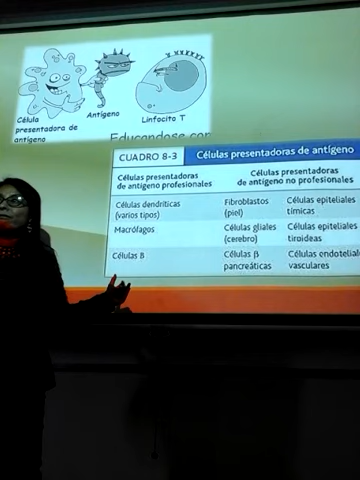 Célula
presentadora de
antígeno
Antígeno
Linfocito T
Educandose con
CUADRO 8-3 Células presentadoras de antígeno
Células presentadoras
de antígeno profesionales
Células presentadoras
de antígeno no profesionales
Células dendríticas
(varios tipos)
Fibroblastos
(piel)
Células epiteliales
tímicas
Macrófagos
Células gliales
(cerebro)
Células epiteliales
tiroideas
Células B
Células β
pancreáticas
Células endotelial
vasculares